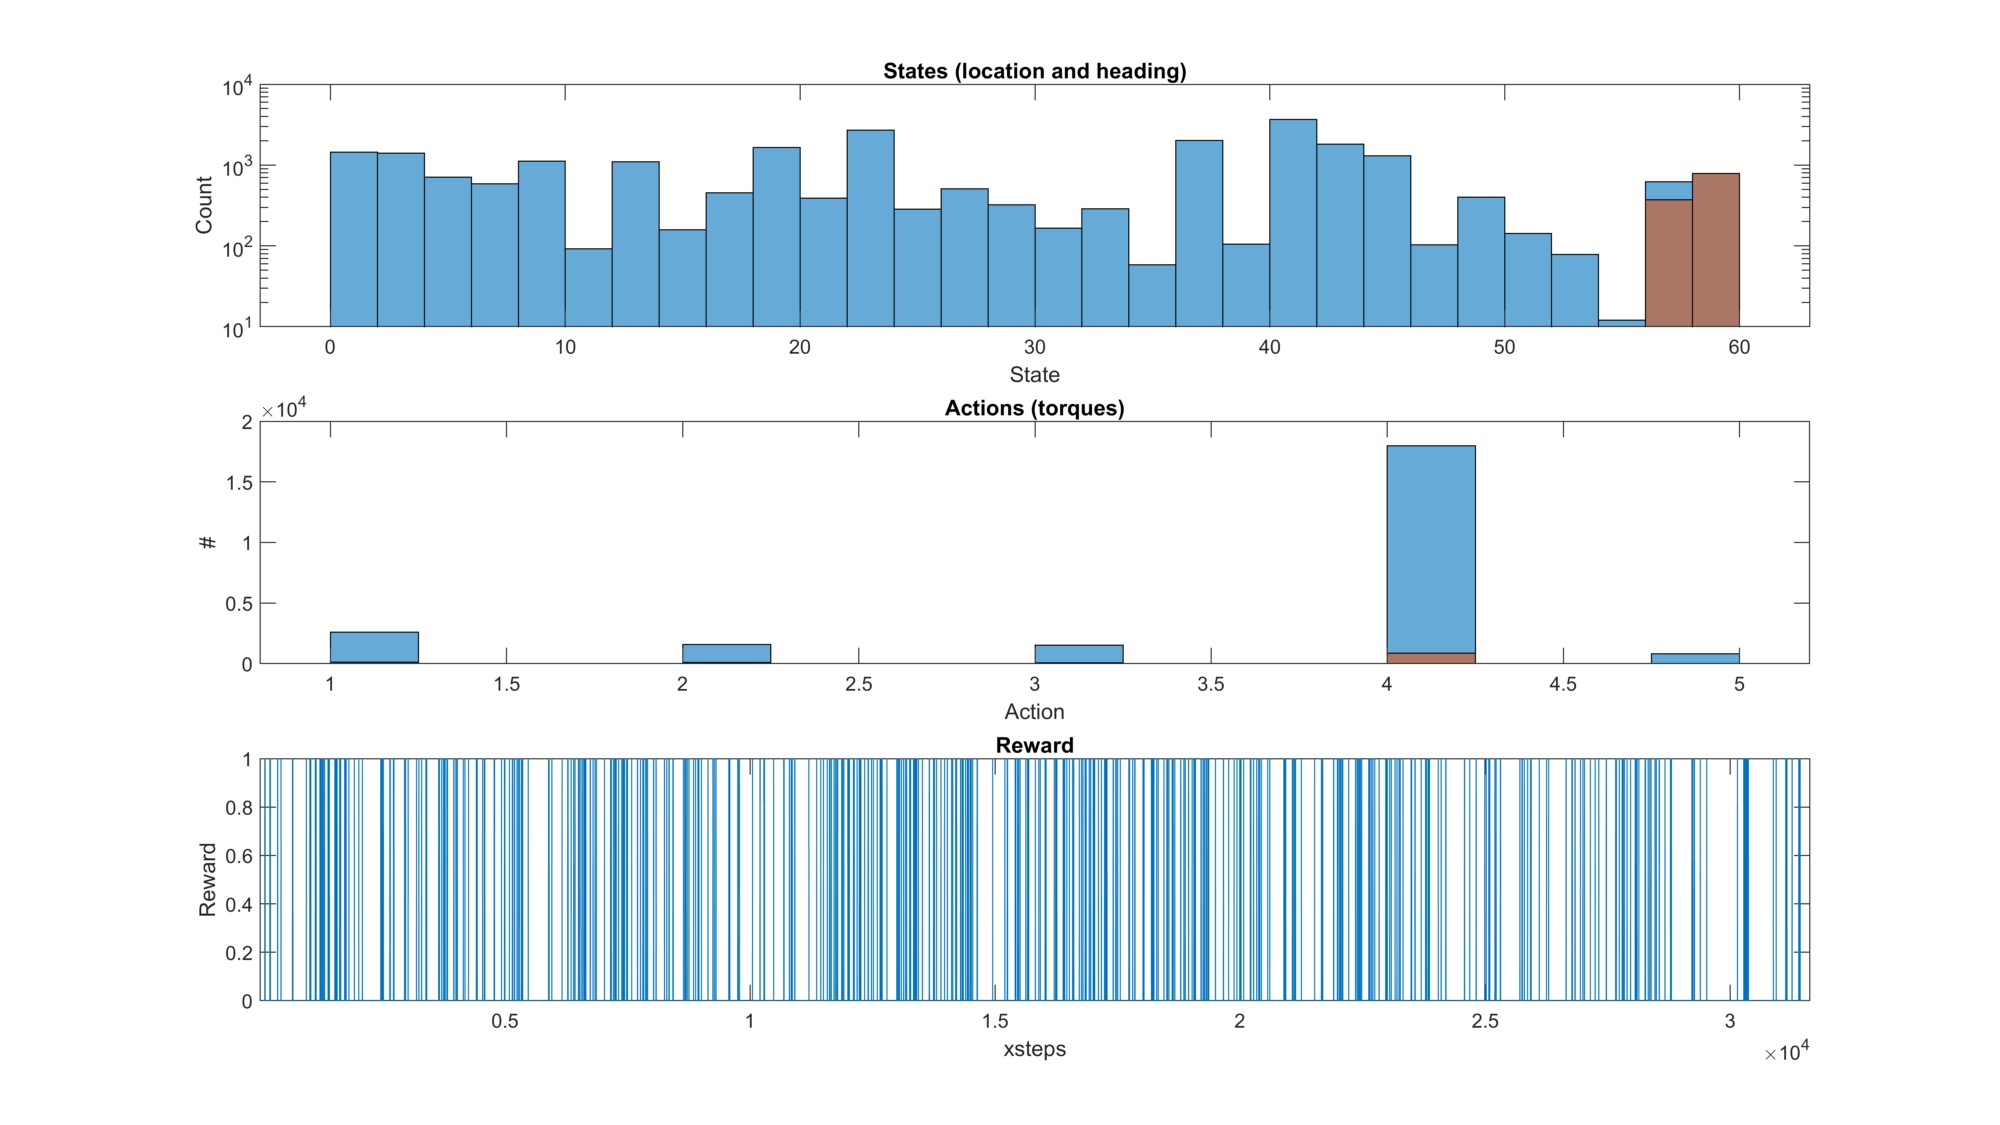 States (location and heading)
10^4
10^3
10^2
10^1
Count
0 10 20 30 40 50 60
State
Actions (torques)
×10^4
2
1.5
1
0.5
0
#
1 1.5 2 2.5 3 3.5 4 4.5 5
Action
Reward
1
0.8
0.6
0.4
0.2
0
Reward
0.5 1 1.5 2 2.5 3
xsteps
×10^4